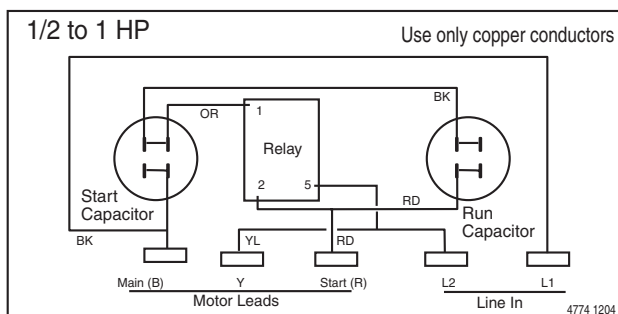 1/2 to 1 HP
Use only copper conductors
BK
OR
1
Relay
2
5
Start
Capacitor
RD
Run
Capacitor
BK
YL
RD
Main (B)
Y
Start (R)
L2
L1
Motor Leads
Line In
4774 1204